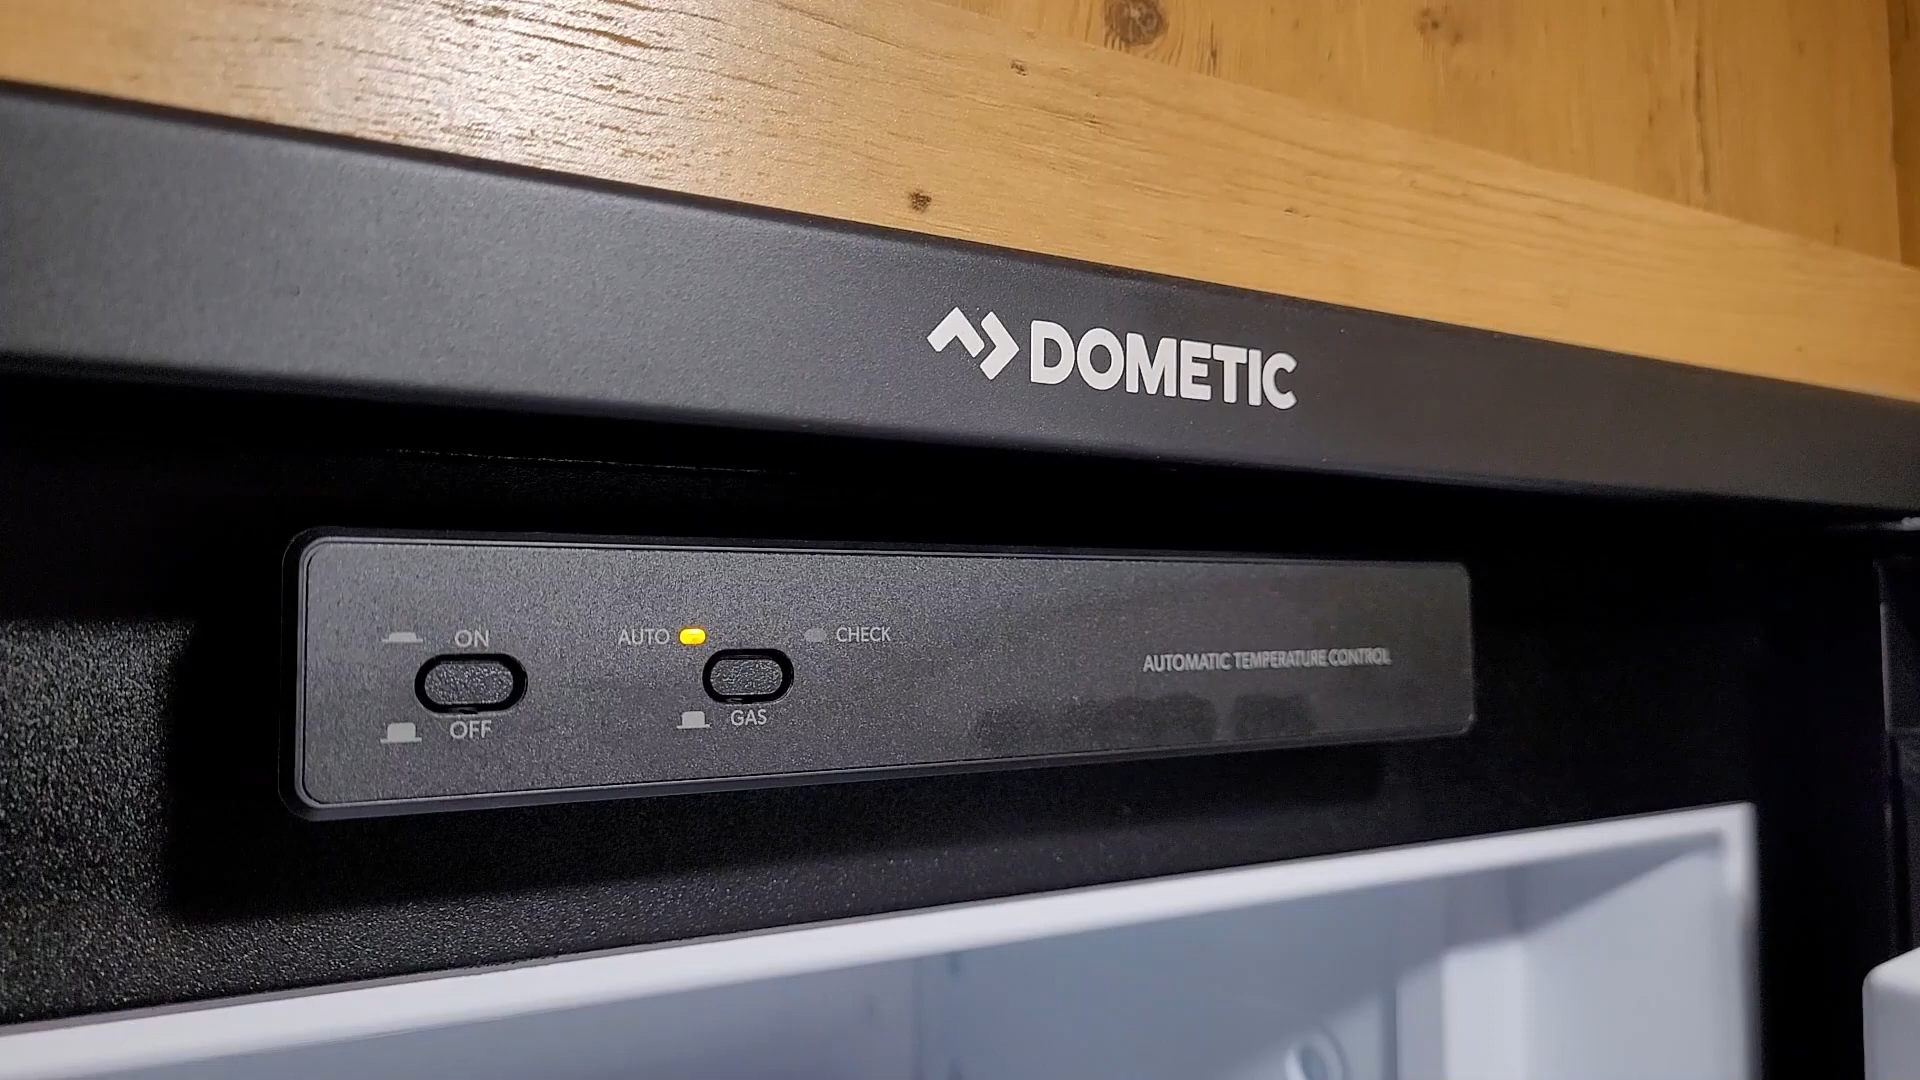 DOMETIC
ON
OFF
AUTO
CHECK
GAS
AUTOMATIC TEMPERATURE CONTROL